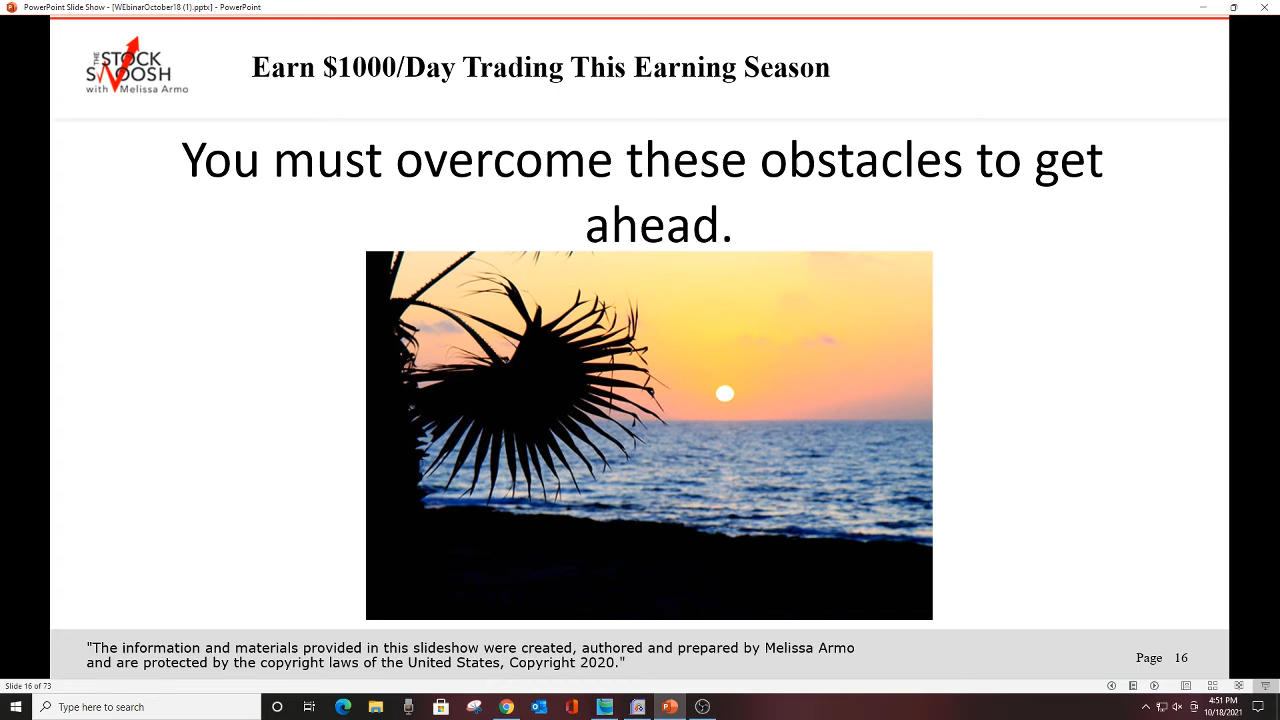 PowerPoint Slide Show - [WEbinarOctober18 (1).pptx] - PowerPoint
THE STOCK
SWOOSH
with Melissa Armo
Earn $1000/Day Trading This Earning Season
You must overcome these obstacles to get
ahead.
"The information and materials provided in this slideshow were created, authored and prepared by Melissa Armo
and are protected by the copyright laws of the United States, Copyright 2020."
Page 16
Slide 16 of 73
Type here to search
4:51 PM
10/18/2021